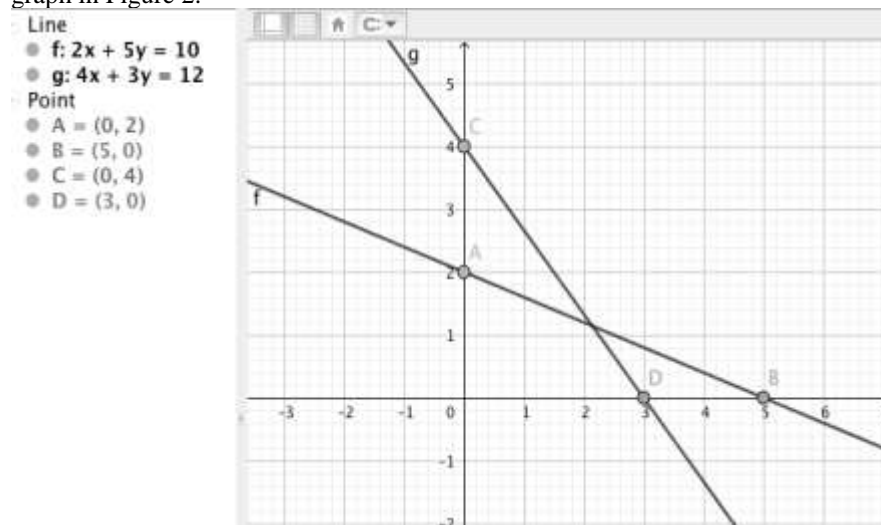 graph in Figure 2.
Line
f: 2x + 5y = 10
g: 4x + 3y = 12
Point
A = (0, 2)
B = (5, 0)
C = (0, 4)
D = (3, 0)
C:
g
5
C
4
3
f
A
2
1
D
B
-3 -2 -1 0 1 2 3 4 5 6
-1
-2